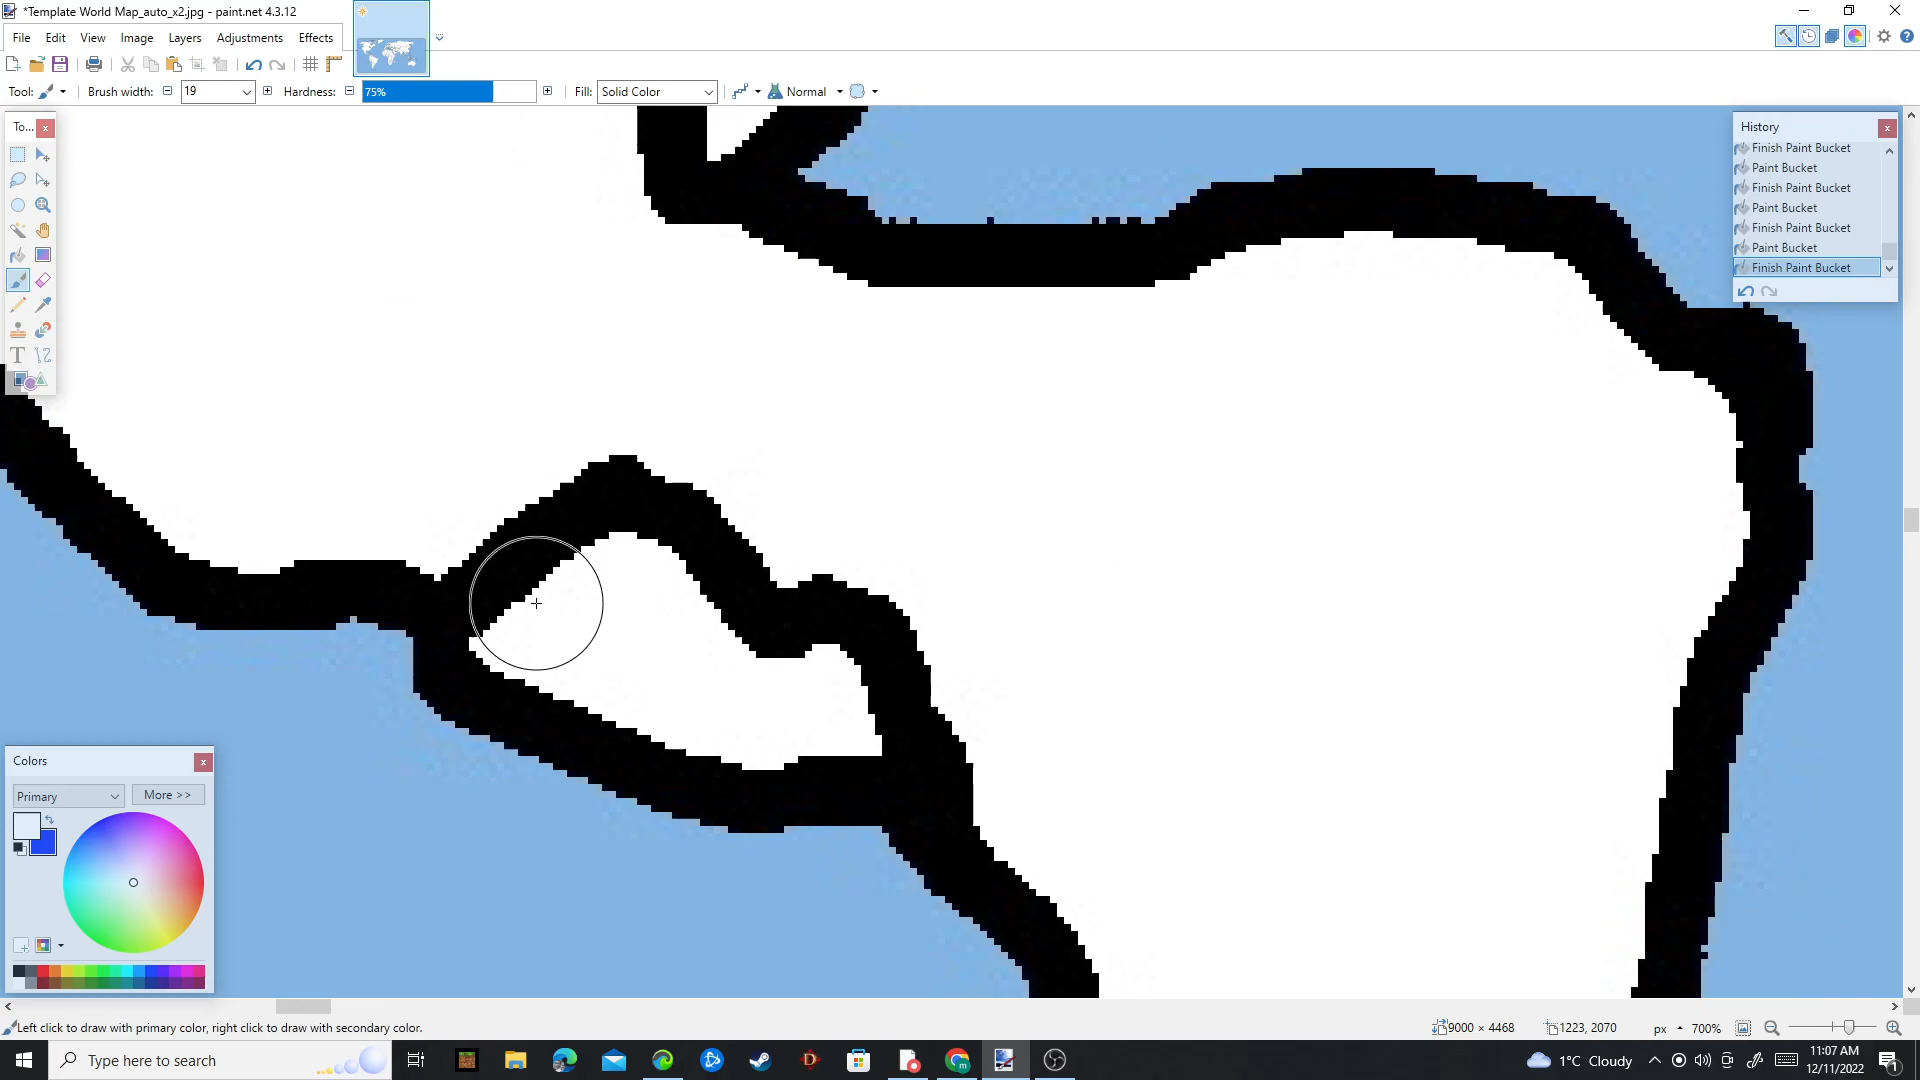 *Template World Map_auto_x2.jpg - paint.net 4.3.12
File Edit View Image Layers Adjustments Effects
Tool: Brush width: 19 Hardness: 75% Fill: Solid Color Normal
To...
History
Finish Paint Bucket
Paint Bucket
Finish Paint Bucket
Paint Bucket
Finish Paint Bucket
Paint Bucket
Finish Paint Bucket
Colors
Primary More >>
Left click to draw with primary color, right click to draw with secondary color. 9000 × 4468 1223, 2070 px 700%
Type here to search 1°C Cloudy 11:07 AM
12/11/2022 1